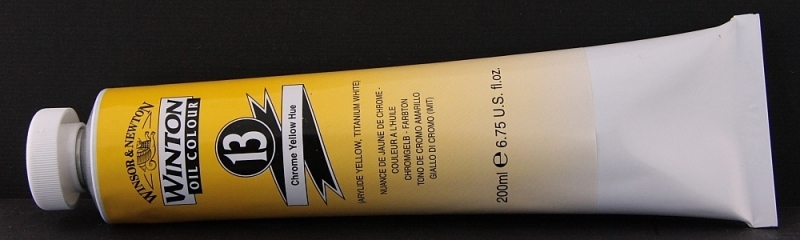 WINSOR & NEWTON
WINTON
OIL COLOUR
13
Chrome Yellow Hue
(ARYLIDE YELLOW, TITANIUM WHITE)
NUANCE DE JAUNE DE CHROME -
COULEUR A L'HUILE
CHROMGELB - FARBTON
TONO DE CROMO AMARILLO
GIALLO DI CROMO (IMIT)
200ml ℮ 6.75 U.S. fl.oz.